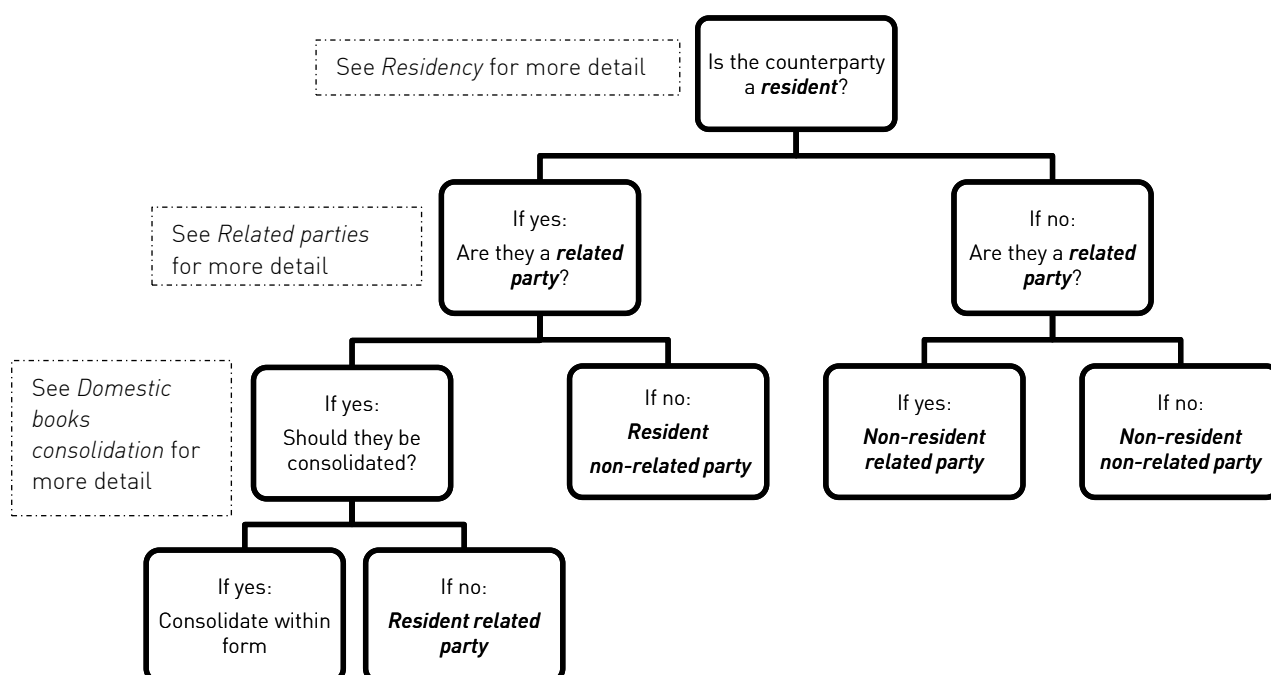 See Residency for more detail
Is the counterparty
a resident?
See Related parties
for more detail
If yes:
Are they a related
party?
If no:
Are they a related
party?
See Domestic
books
consolidation for
more detail
If yes:
Should they be
consolidated?
If no:
Resident
non-related party
If yes:
Non-resident
related party
If no:
Non-resident
non-related party
If yes:
Consolidate within
form
If no:
Resident related
party